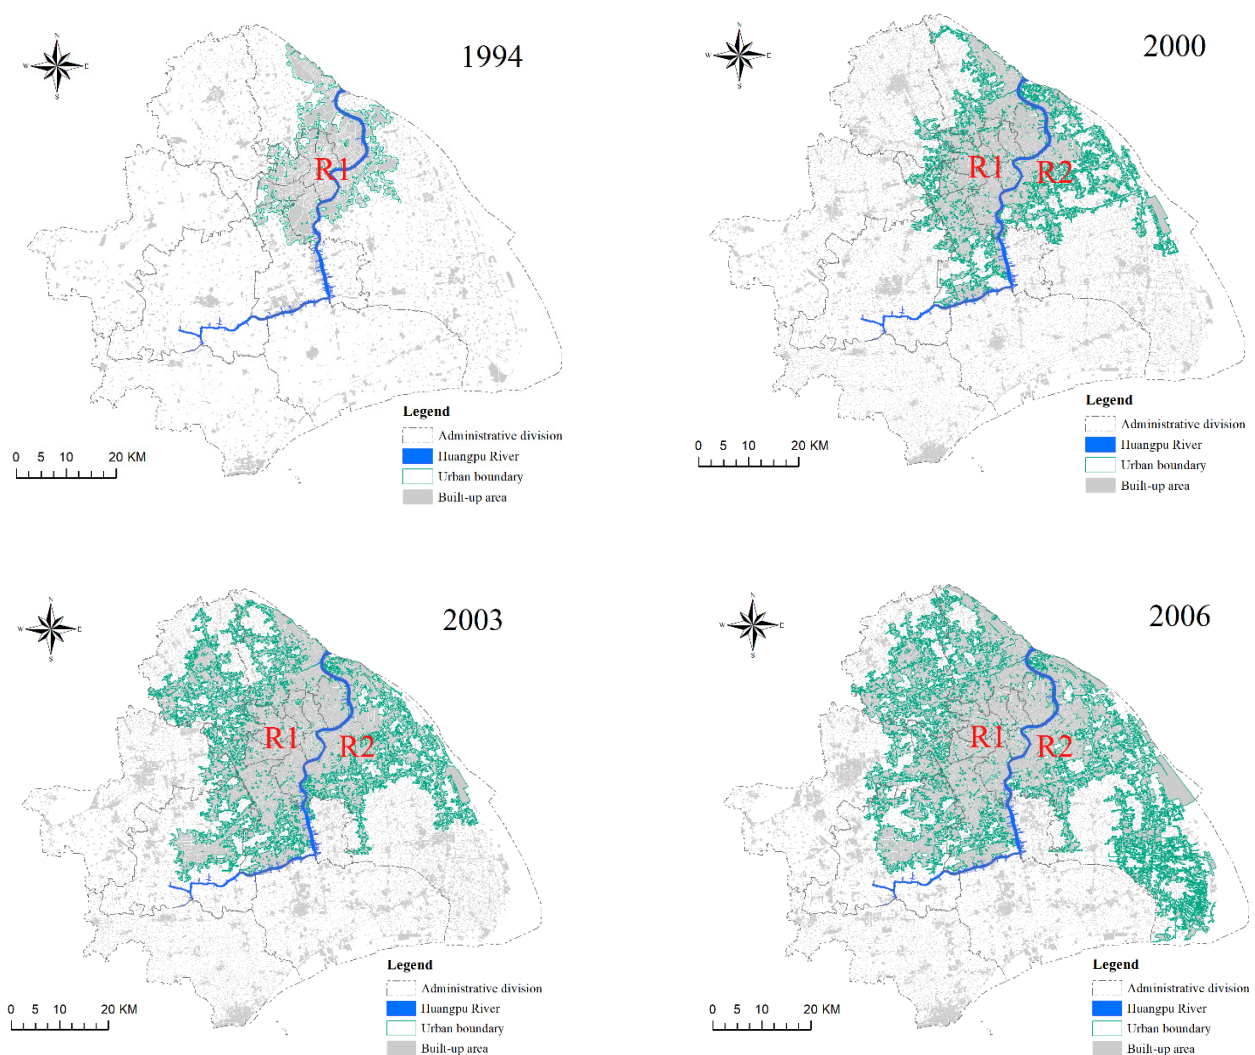 N
W E
S
1994
R1
Legend
Administrative division
Huangpu River
Urban boundary
Built-up area
0 5 10 20 KM
N
W E
S
2000
R1 R2
Legend
Administrative division
Huangpu River
Urban boundary
Built-up area
0 5 10 20 KM
N
W E
S
2003
R1 R2
Legend
Administrative division
Huangpu River
Urban boundary
Built-up area
0 5 10 20 KM
N
W E
S
2006
R1 R2
Legend
Administrative division
Huangpu River
Urban boundary
Built-up area
0 5 10 20 KM